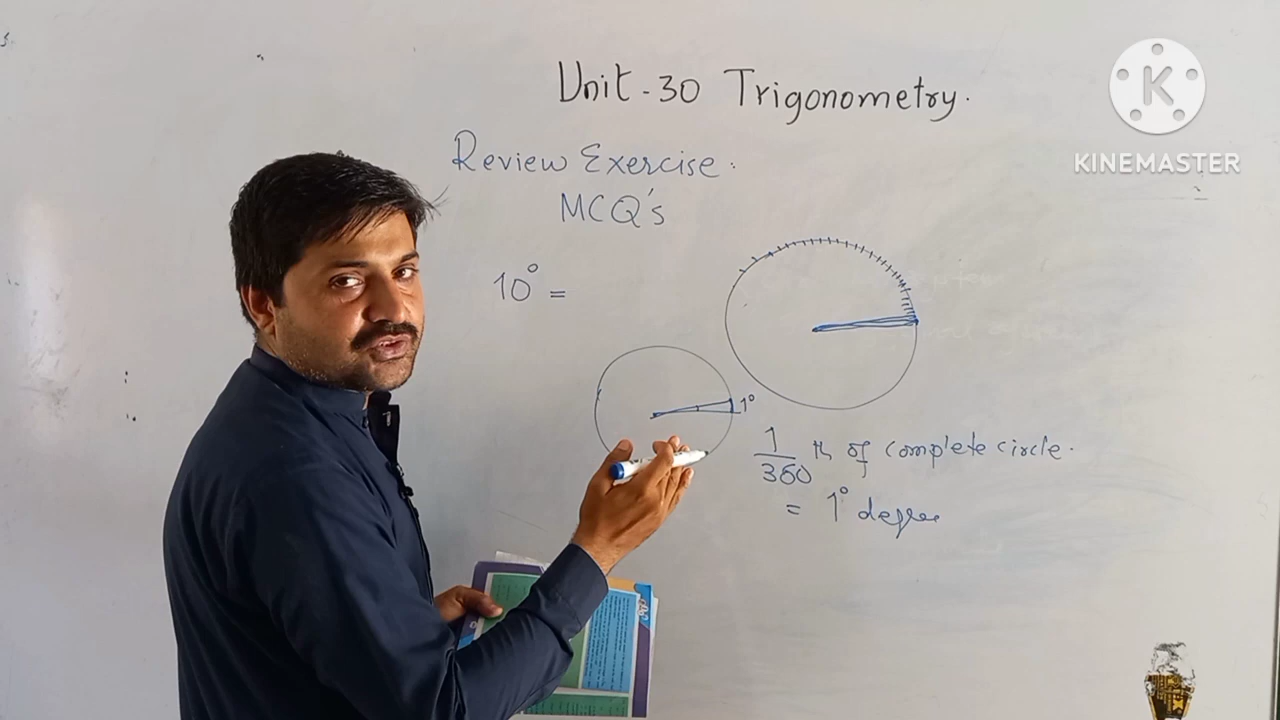 Unit - 30 Trigonometry.
K
KINEMASTER
Review Exercise.
MCQ's
10° =
1°
1/360 th of complete circle.
= 1° degree